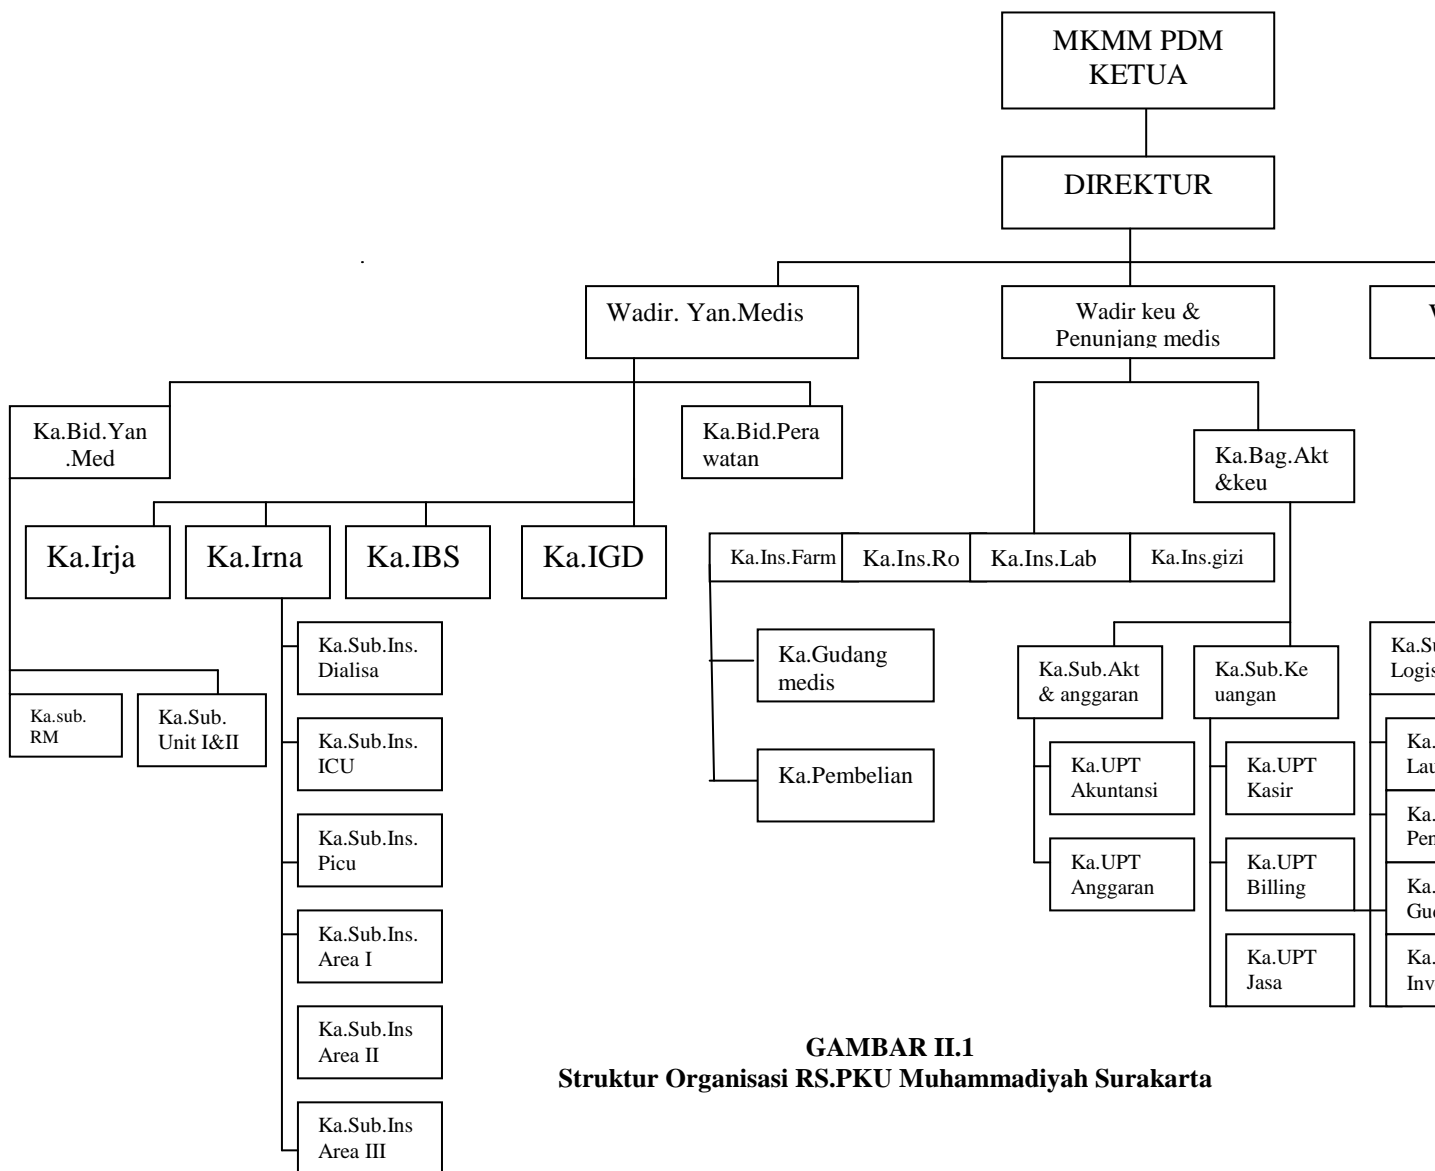 MKMM PDM
KETUA
DIREKTUR
Wadir. Yan.Medis
Wadir keu &
Penunjang medis
Ka.Bid.Yan
.Med
Ka.Bid.Pera
watan
Ka.Bag.Akt
&keu
Ka.Irja
Ka.Irna
Ka.IBS
Ka.IGD
Ka.Ins.Farm
Ka.Ins.Ro
Ka.Ins.Lab
Ka.Ins.gizi
Ka.Sub.Ins.
Dialisa
Ka.Sub.Ins.
ICU
Ka.Sub.Ins.
Picu
Ka.Sub.Ins.
Area I
Ka.Sub.Ins
Area II
Ka.Sub.Ins
Area III
Ka.sub.
RM
Ka.Sub.
Unit I&II
Ka.Gudang
medis
Ka.Pembelian
Ka.Sub.Akt
& anggaran
Ka.Sub.Ke
uangan
Ka.UPT
Akuntansi
Ka.UPT
Anggaran
Ka.UPT
Kasir
Ka.UPT
Billing
Ka.UPT
Jasa
Ka.
Ka.
Ka.
Ka.
GAMBAR II.1
Struktur Organisasi RS.PKU Muhammadiyah Surakarta